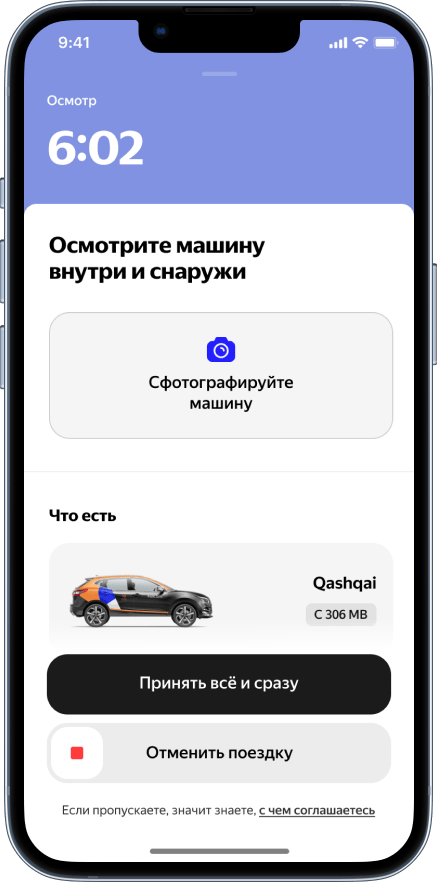 9:41
Осмотр
6:02
Осмотрите машину
внутри и снаружи
Сфотографируйте
машину
Что есть
Qashqai
С 306 МВ
Принять всё и сразу
Отменить поездку
Если пропускаете, значит знаете, с чем соглашаетесь